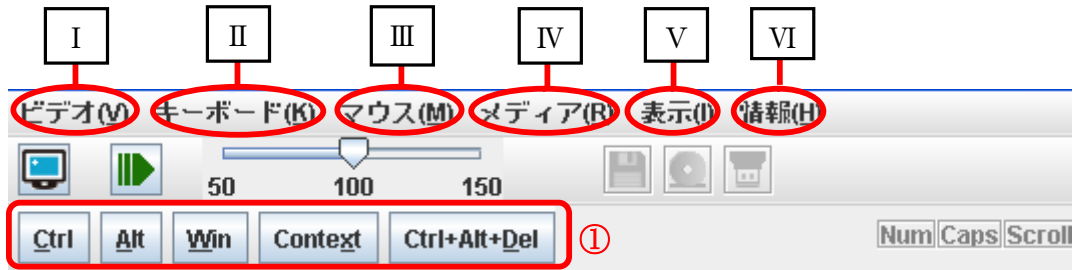 Ⅰ Ⅱ Ⅲ Ⅳ Ⅴ Ⅵ
ビデオ(V) キーボード(K) マウス(M) メディア(R) 表示(I) 情報(H)
50 100 150
Ctrl Alt Win Context Ctrl+Alt+Del ① Num Caps Scroll